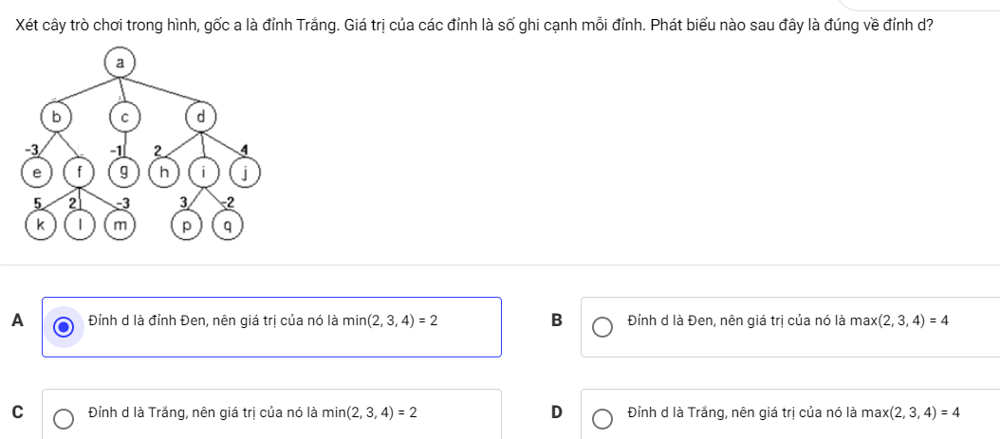 Xét cây trò chơi trong hình, gốc a là đỉnh Trắng. Giá trị của các đỉnh là số ghi cạnh mỗi đỉnh. Phát biểu nào sau đây là đúng về đỉnh d?
a
b c d
-3 -1 2 4
e f g h i j
5 2 -3 3 -2
k l m p q
A Đỉnh d là đỉnh Đen, nên giá trị của nó là min(2, 3, 4) = 2
B Đỉnh d là Đen, nên giá trị của nó là max(2, 3, 4) = 4
C Đỉnh d là Trắng, nên giá trị của nó là min(2, 3, 4) = 2
D Đỉnh d là Trắng, nên giá trị của nó là max(2, 3, 4) = 4